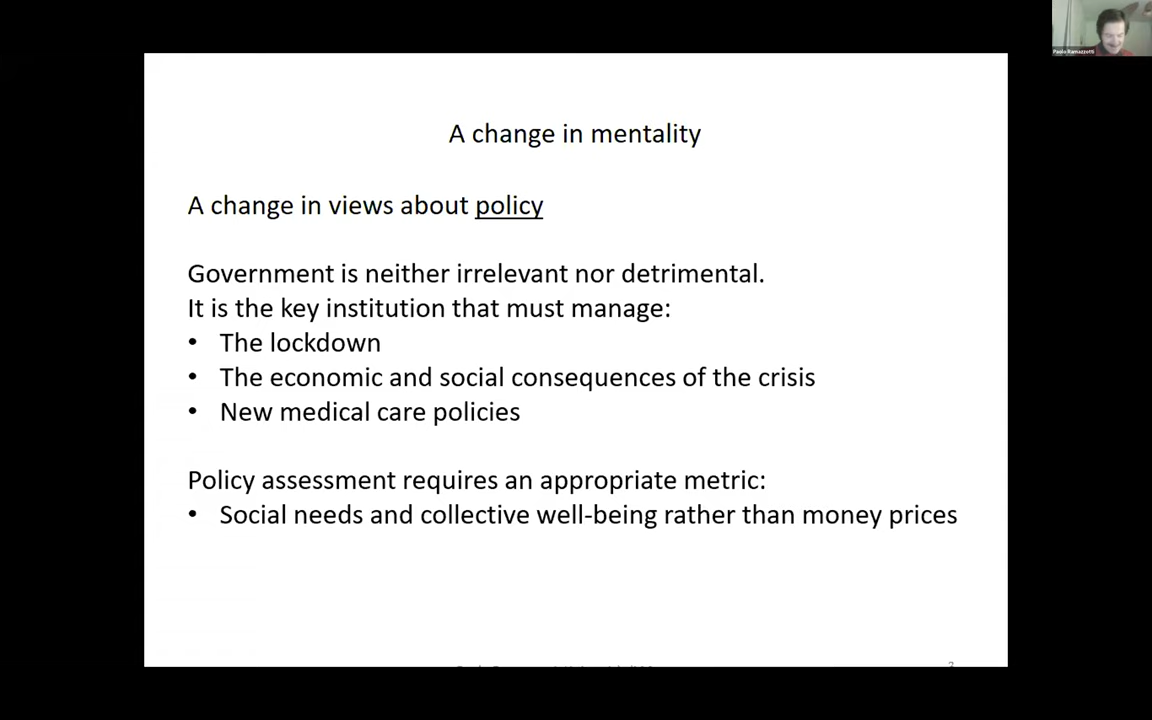 Paolo Ramazzotti
A change in mentality
A change in views about policy
Government is neither irrelevant nor detrimental.
It is the key institution that must manage:
• The lockdown
• The economic and social consequences of the crisis
• New medical care policies
Policy assessment requires an appropriate metric:
• Social needs and collective well-being rather than money prices